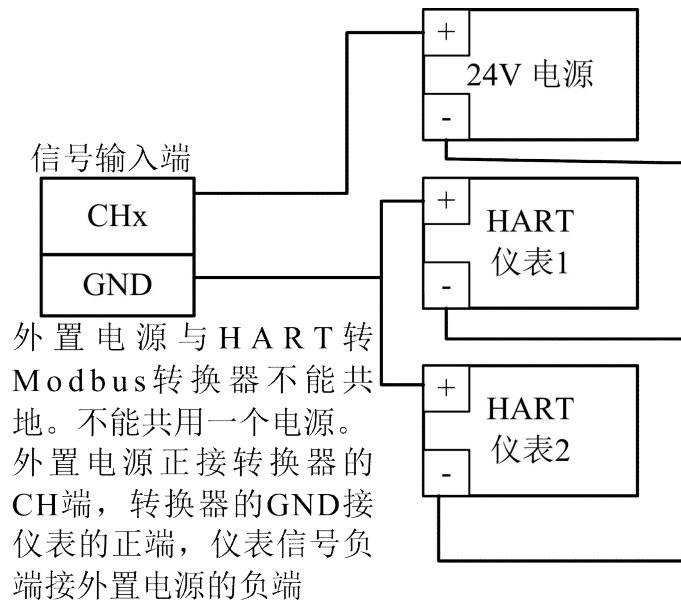 +
24V 电源
-
信号输入端
CHx
GND
+
HART
仪表1
-
+
HART
仪表2
-
外置电源与HART转
Modbus转换器不能共
地。不能共用一个电源。
外置电源正接转换器的
CH端，转换器的GND接
仪表的正端，仪表信号负
端接外置电源的负端